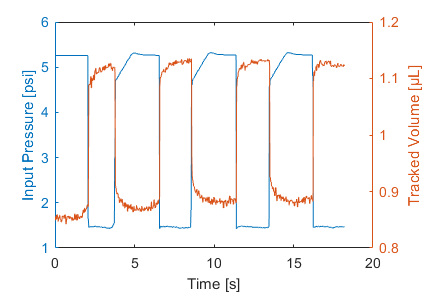 6
5
4
3
2
1
Input Pressure [psi]
1.2
1.1
1
0.9
0.8
Tracked Volume [µL]
0 5 10 15 20
Time [s]